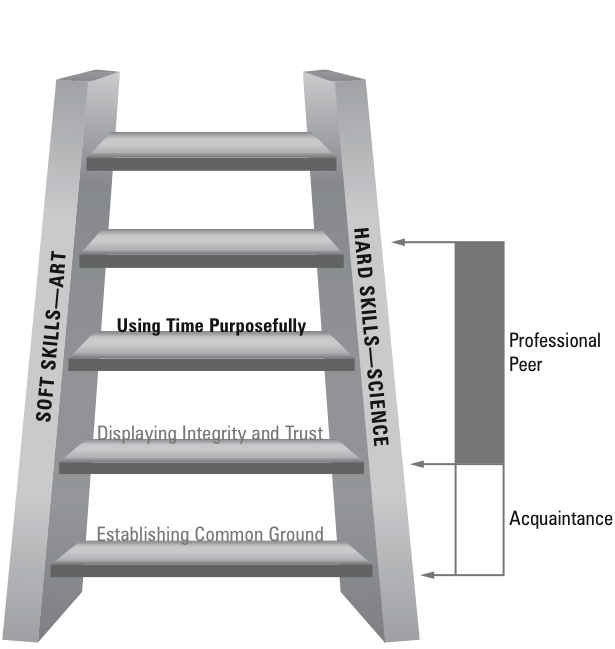 SOFT SKILLS—ART
HARD SKILLS—SCIENCE
Using Time Purposefully
Displaying Integrity and Trust
Establishing Common Ground
Professional
Peer
Acquaintance